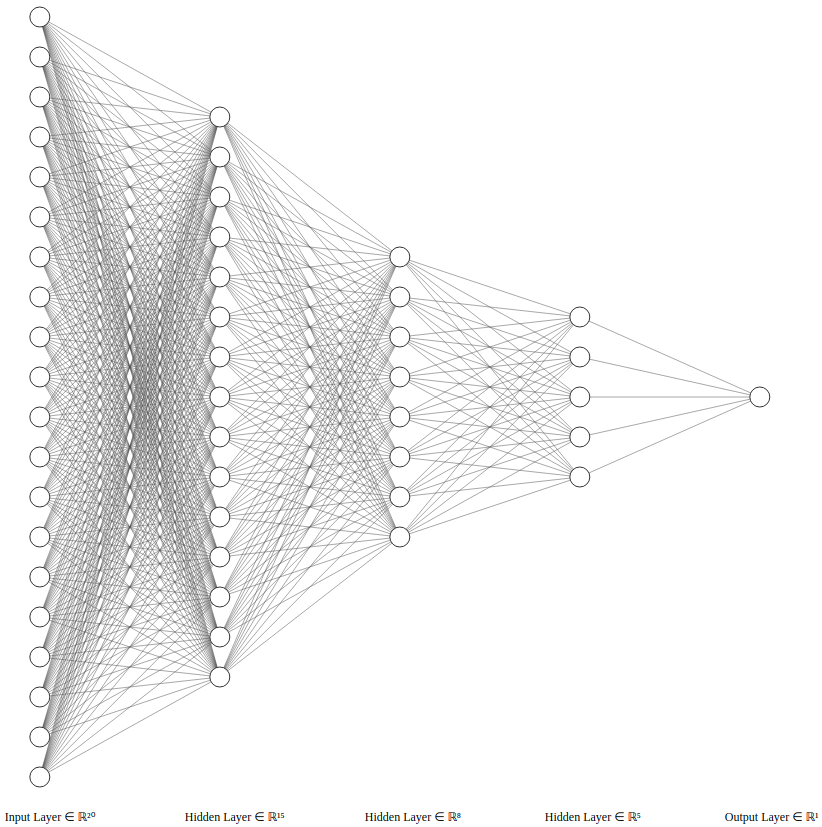 Input Layer ∈ ℝ²⁰ Hidden Layer ∈ ℝ¹⁵ Hidden Layer ∈ ℝ⁸ Hidden Layer ∈ ℝ⁵ Output Layer ∈ ℝ¹